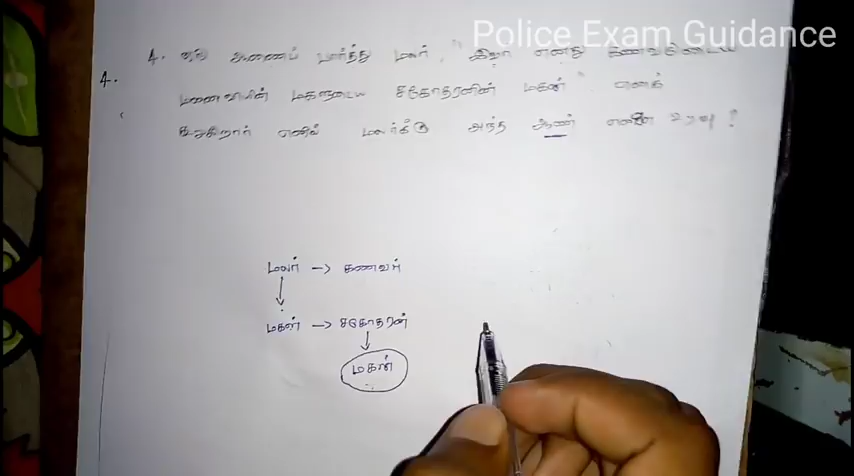 Police Exam Guidance
4. ஒரு ஆணைப் பார்த்து மலர், "இவர் எனது கணவருடைய
4.
மனைவியின் மகளுடைய சகோதரனின் மகன்" எனக்
கூறுகிறார் எனில் மலர்க்கு அந்த ஆண் என்ன உறவு ?
மலர் → கணவர்
மகள் → சகோதரன்
மகன்